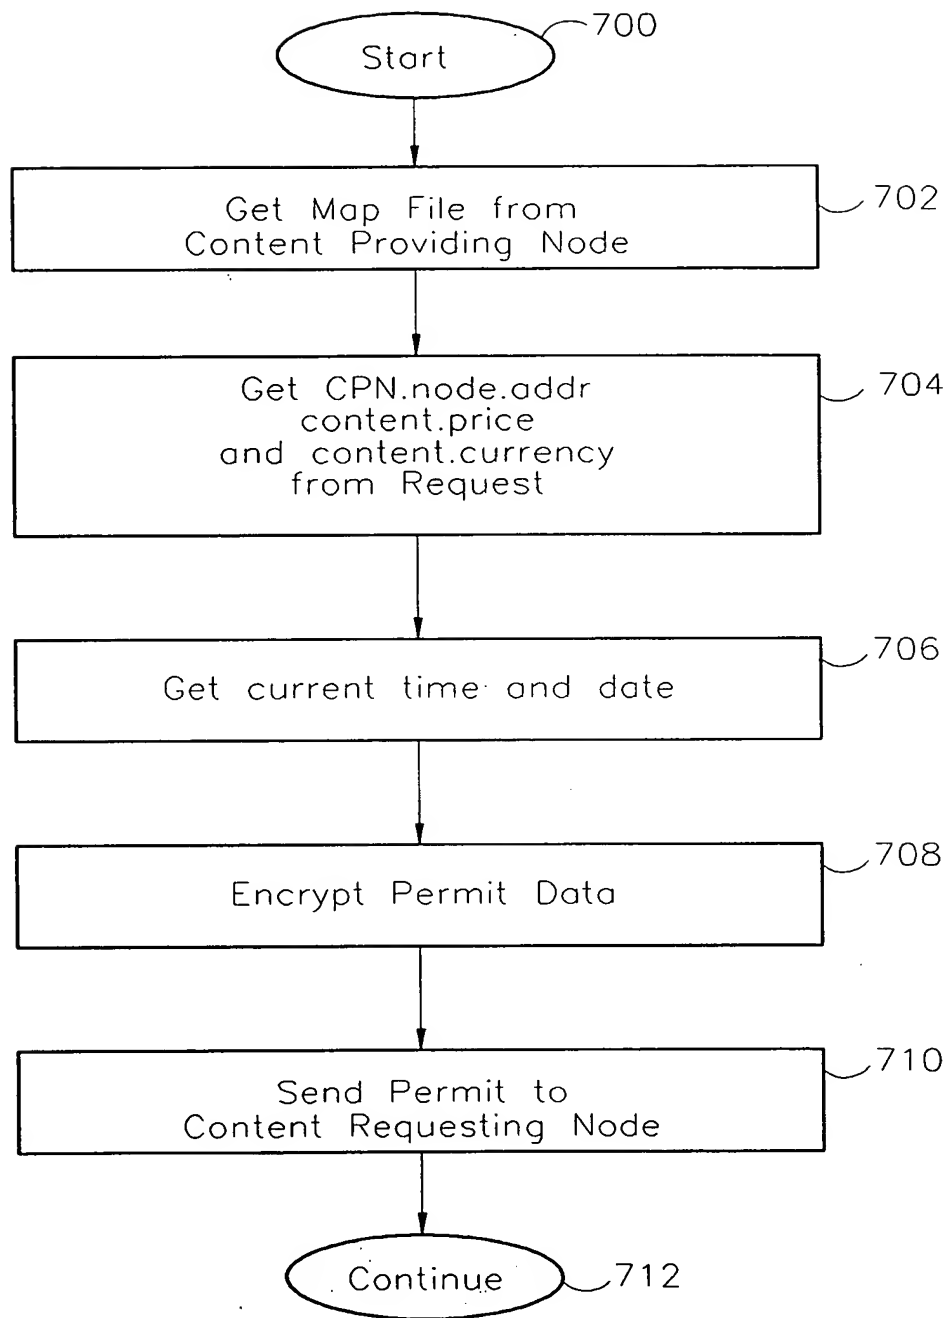 Start
700
Get Map File from
Content Providing Node
702
Get CPN.node.addr
content.price
and content.currency
from Request
704
Get current time and date
706
Encrypt Permit Data
708
Send Permit to
Content Requesting Node
710
Continue
712